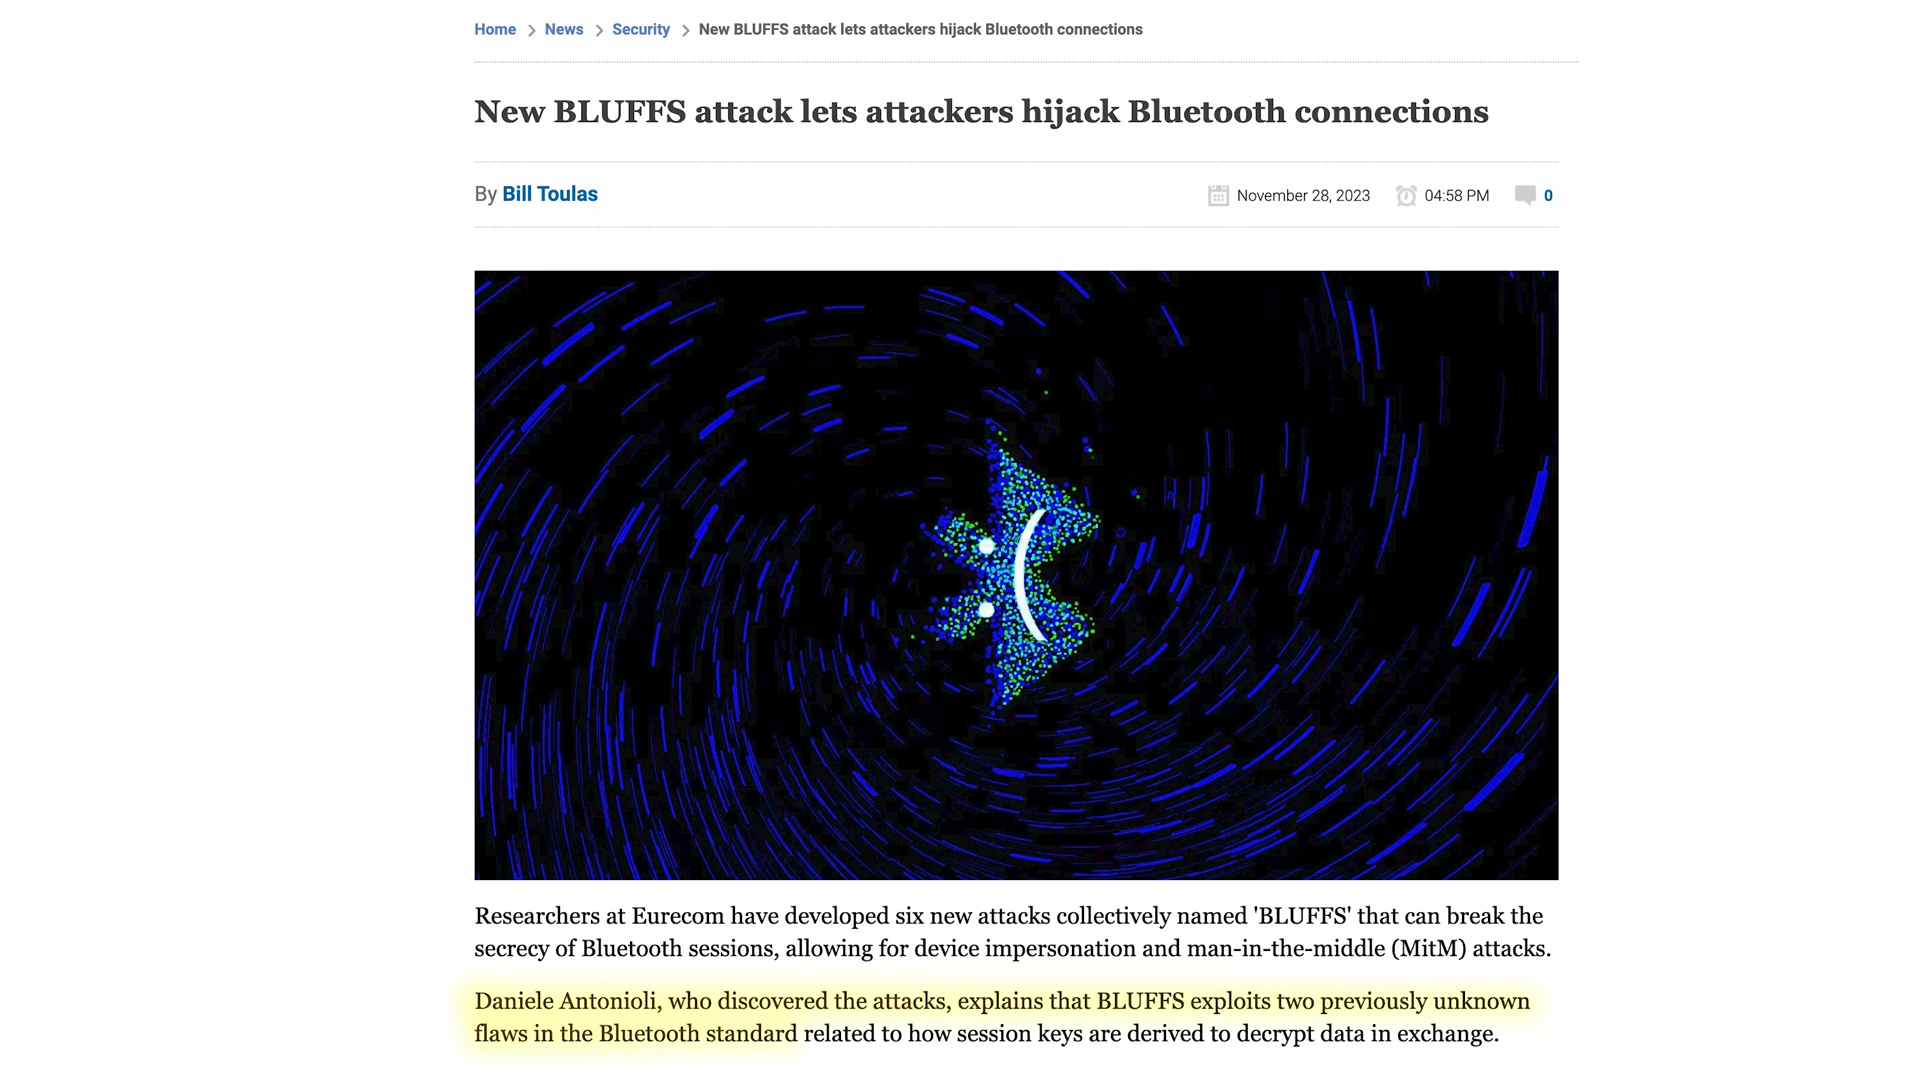 Home > News > Security > New BLUFFS attack lets attackers hijack Bluetooth connections
New BLUFFS attack lets attackers hijack Bluetooth connections
By Bill Toulas
November 28, 2023 04:58 PM 0
Researchers at Eurecom have developed six new attacks collectively named 'BLUFFS' that can break the
secrecy of Bluetooth sessions, allowing for device impersonation and man-in-the-middle (MitM) attacks.
Daniele Antonioli, who discovered the attacks, explains that BLUFFS exploits two previously unknown
flaws in the Bluetooth standard related to how session keys are derived to decrypt data in exchange.